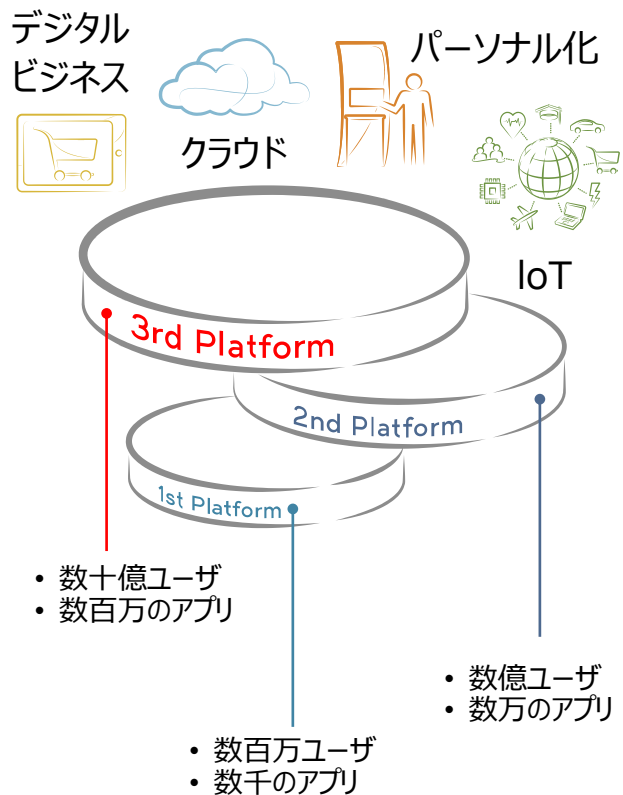 デジタル
ビジネス
クラウド
パーソナル化
IoT
3rd Platform
2nd Platform
1st Platform
• 数十億ユーザ
• 数百万のアプリ
• 数億ユーザ
• 数万のアプリ
• 数百万ユーザ
• 数千のアプリ